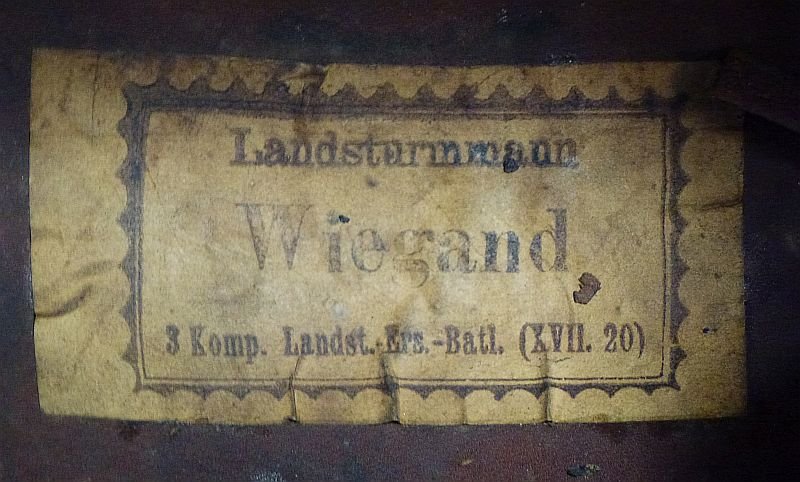 Landsturmmann
Wiegand
3 Komp. Landst.-Ers.-Batl. (XVII. 20)